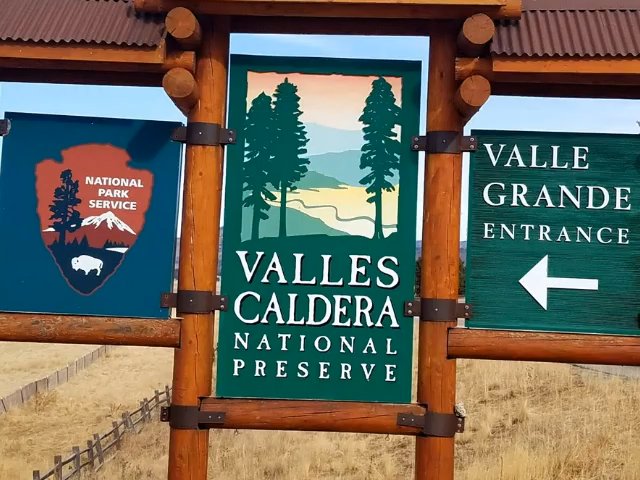 NATIONAL
PARK
SERVICE
VALLES
CALDERA
NATIONAL
PRESERVE
VALLE
GRANDE
ENTRANCE